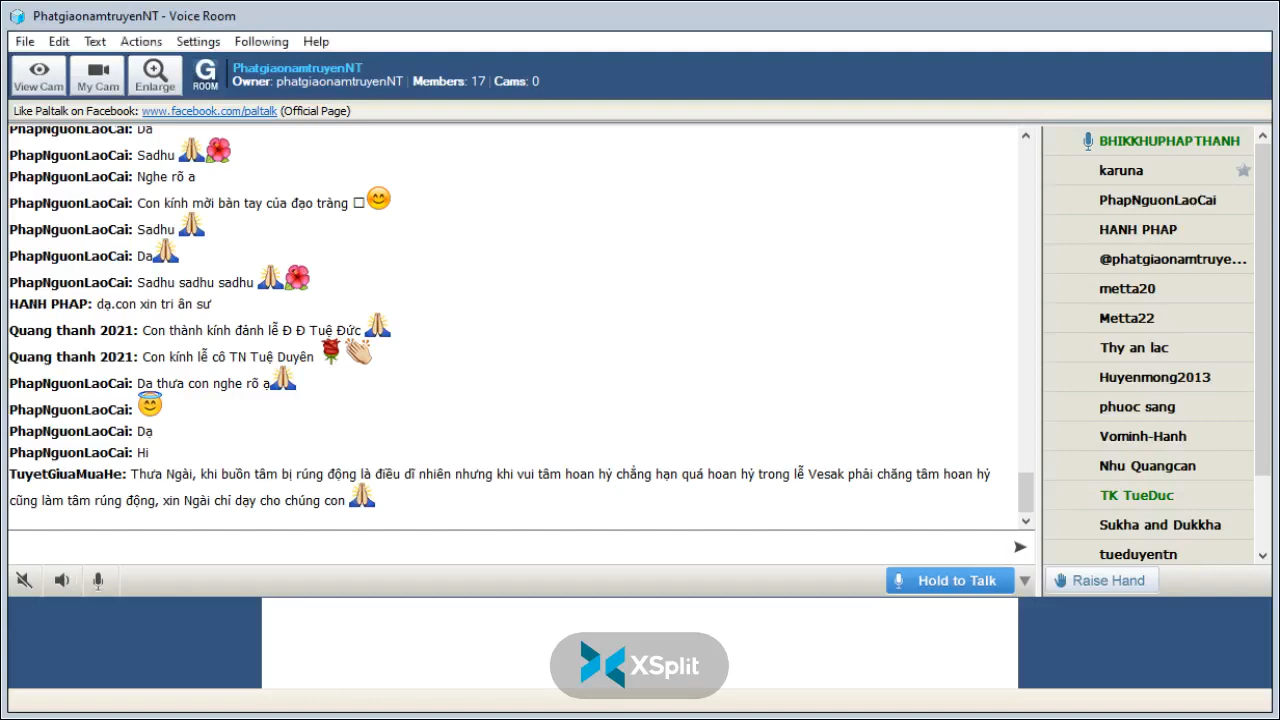 PhatgiaonamtruyenNT - Voice Room
File Edit Text Actions Settings Following Help
View Cam My Cam Enlarge G ROOM
PhatgiaonamtruyenNT
Owner: phatgiaonamtruyenNT | Members: 17 | Cams: 0
Like Paltalk on Facebook: www.facebook.com/paltalk (Official Page)
PhapNguonLaoCai: Dạ
PhapNguonLaoCai: Sadhu 🙏🌺
PhapNguonLaoCai: Nghe rõ a
PhapNguonLaoCai: Con kính mời bàn tay của đạo tràng □😊
PhapNguonLaoCai: Sadhu 🙏
PhapNguonLaoCai: Dạ🙏
PhapNguonLaoCai: Sadhu sadhu sadhu 🙏🌺
HẠNH PHAP: dạ.con xin tri ân sư
Quang thanh 2021: Con thành kính đảnh lễ Đ Đ Tuệ Đức 🙏
Quang thanh 2021: Con kính lễ cô TN Tuệ Duyên 🌹👏
PhapNguonLaoCai: Dạ thưa con nghe rõ ạ🙏
PhapNguonLaoCai: 😇
PhapNguonLaoCai: Dạ
PhapNguonLaoCai: Hi
TuyetGiuaMuaHe: Thưa Ngài, khi buồn tâm bị rúng động là điều dĩ nhiên nhưng khi vui tâm hoan hỷ chẳng hạn quá hoan hỷ trong lễ Vesak phải chăng tâm hoan hỷ
cũng làm tâm rúng động, xin Ngài chỉ dạy cho chúng con 🙏
BHIKKHUPHAPTHANH
karuna
PhapNguonLaoCai
HANH PHAP
@phatgiaonamtruye...
metta20
Metta22
Thy an lac
Huyenmong2013
phuoc sang
Vominh-Hanh
Nhu Quangcan
TK TueDuc
Sukha and Dukkha
tueduyentn
Hold to Talk
Raise Hand
XSplit